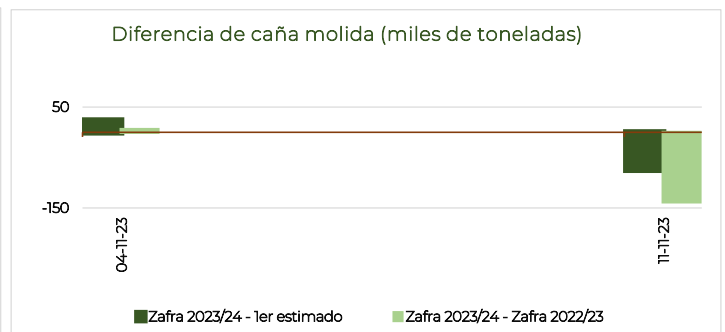 Diferencia de caña molida (miles de toneladas)
50
-150
04-11-23
11-11-23
Zafra 2023/24 - 1er estimado
Zafra 2023/24 - Zafra 2022/23